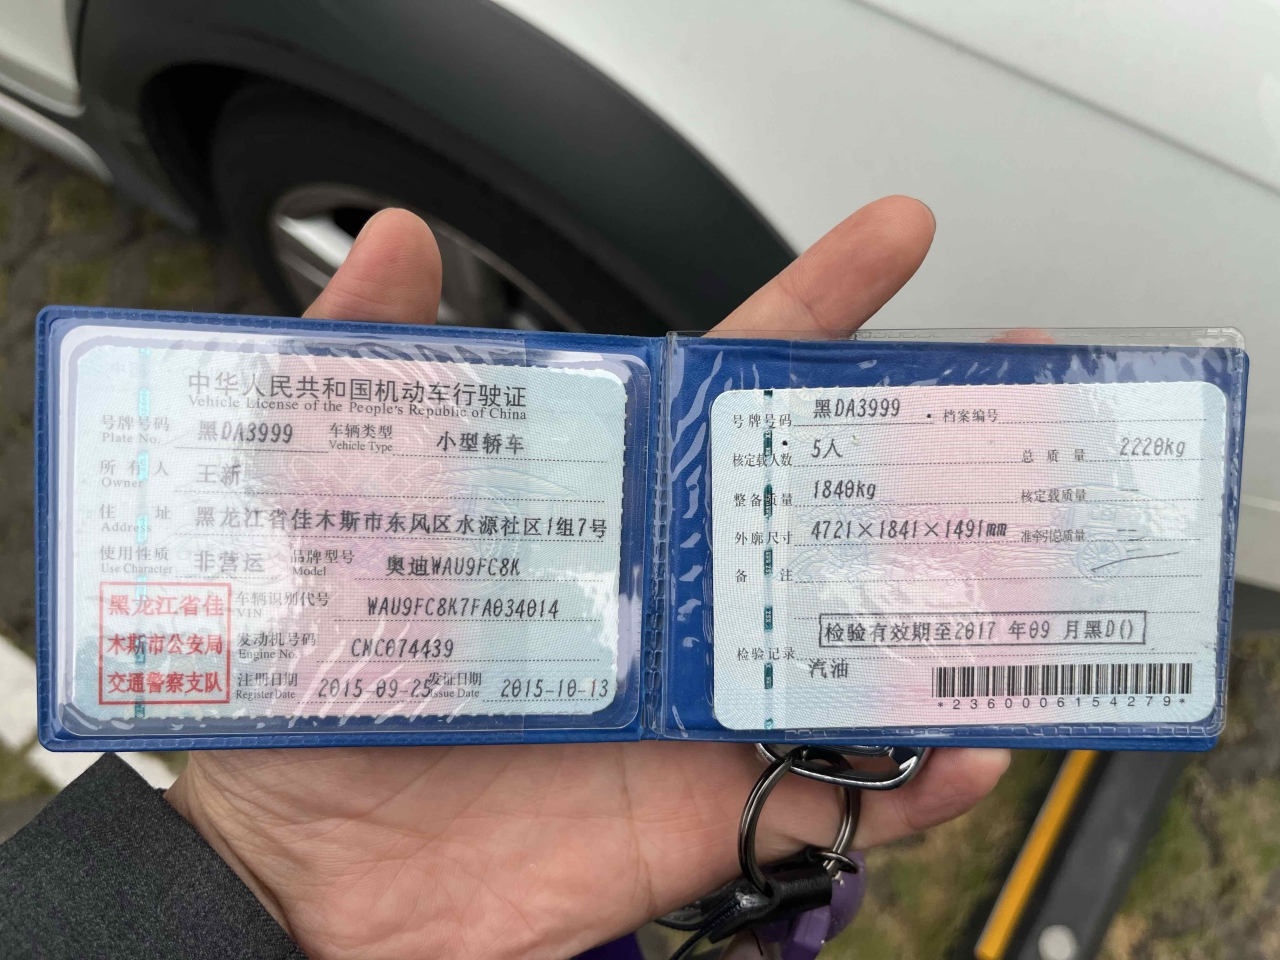 中华人民共和国机动车行驶证
Vehicle License of the People's Republic of China
号牌号码 黑DA3999 车辆类型 小型轿车
Plate No. Vehicle Type
所有人 王新
Owner
住址 黑龙江省佳木斯市东风区水源社区1组7号
Address
使用性质 非营运 品牌型号 奥迪WAU9FC8K
Use Character Model
黑龙江省佳
木斯市公安局
交通警察支队
车辆识别代号 WAU9FC8K7FA034014
VIN
发动机号码 CNC074439
Engine No.
注册日期 2015-09-25 发证日期 2015-10-13
Register Date Issue Date
号牌号码 黑DA3999 档案编号
核定载人数 5人 总质量 2220kg
整备质量 1840kg 核定载质量
外廓尺寸 4721×1841×1491mm 准牵引总质量
备注
检验有效期至2017年09月黑D()
检验记录
汽油
*2360006154279*